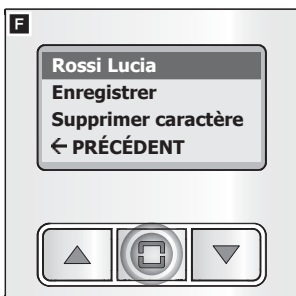 F
Rossi Lucia
Enregistrer
Supprimer caractère
← PRÉCÉDENT